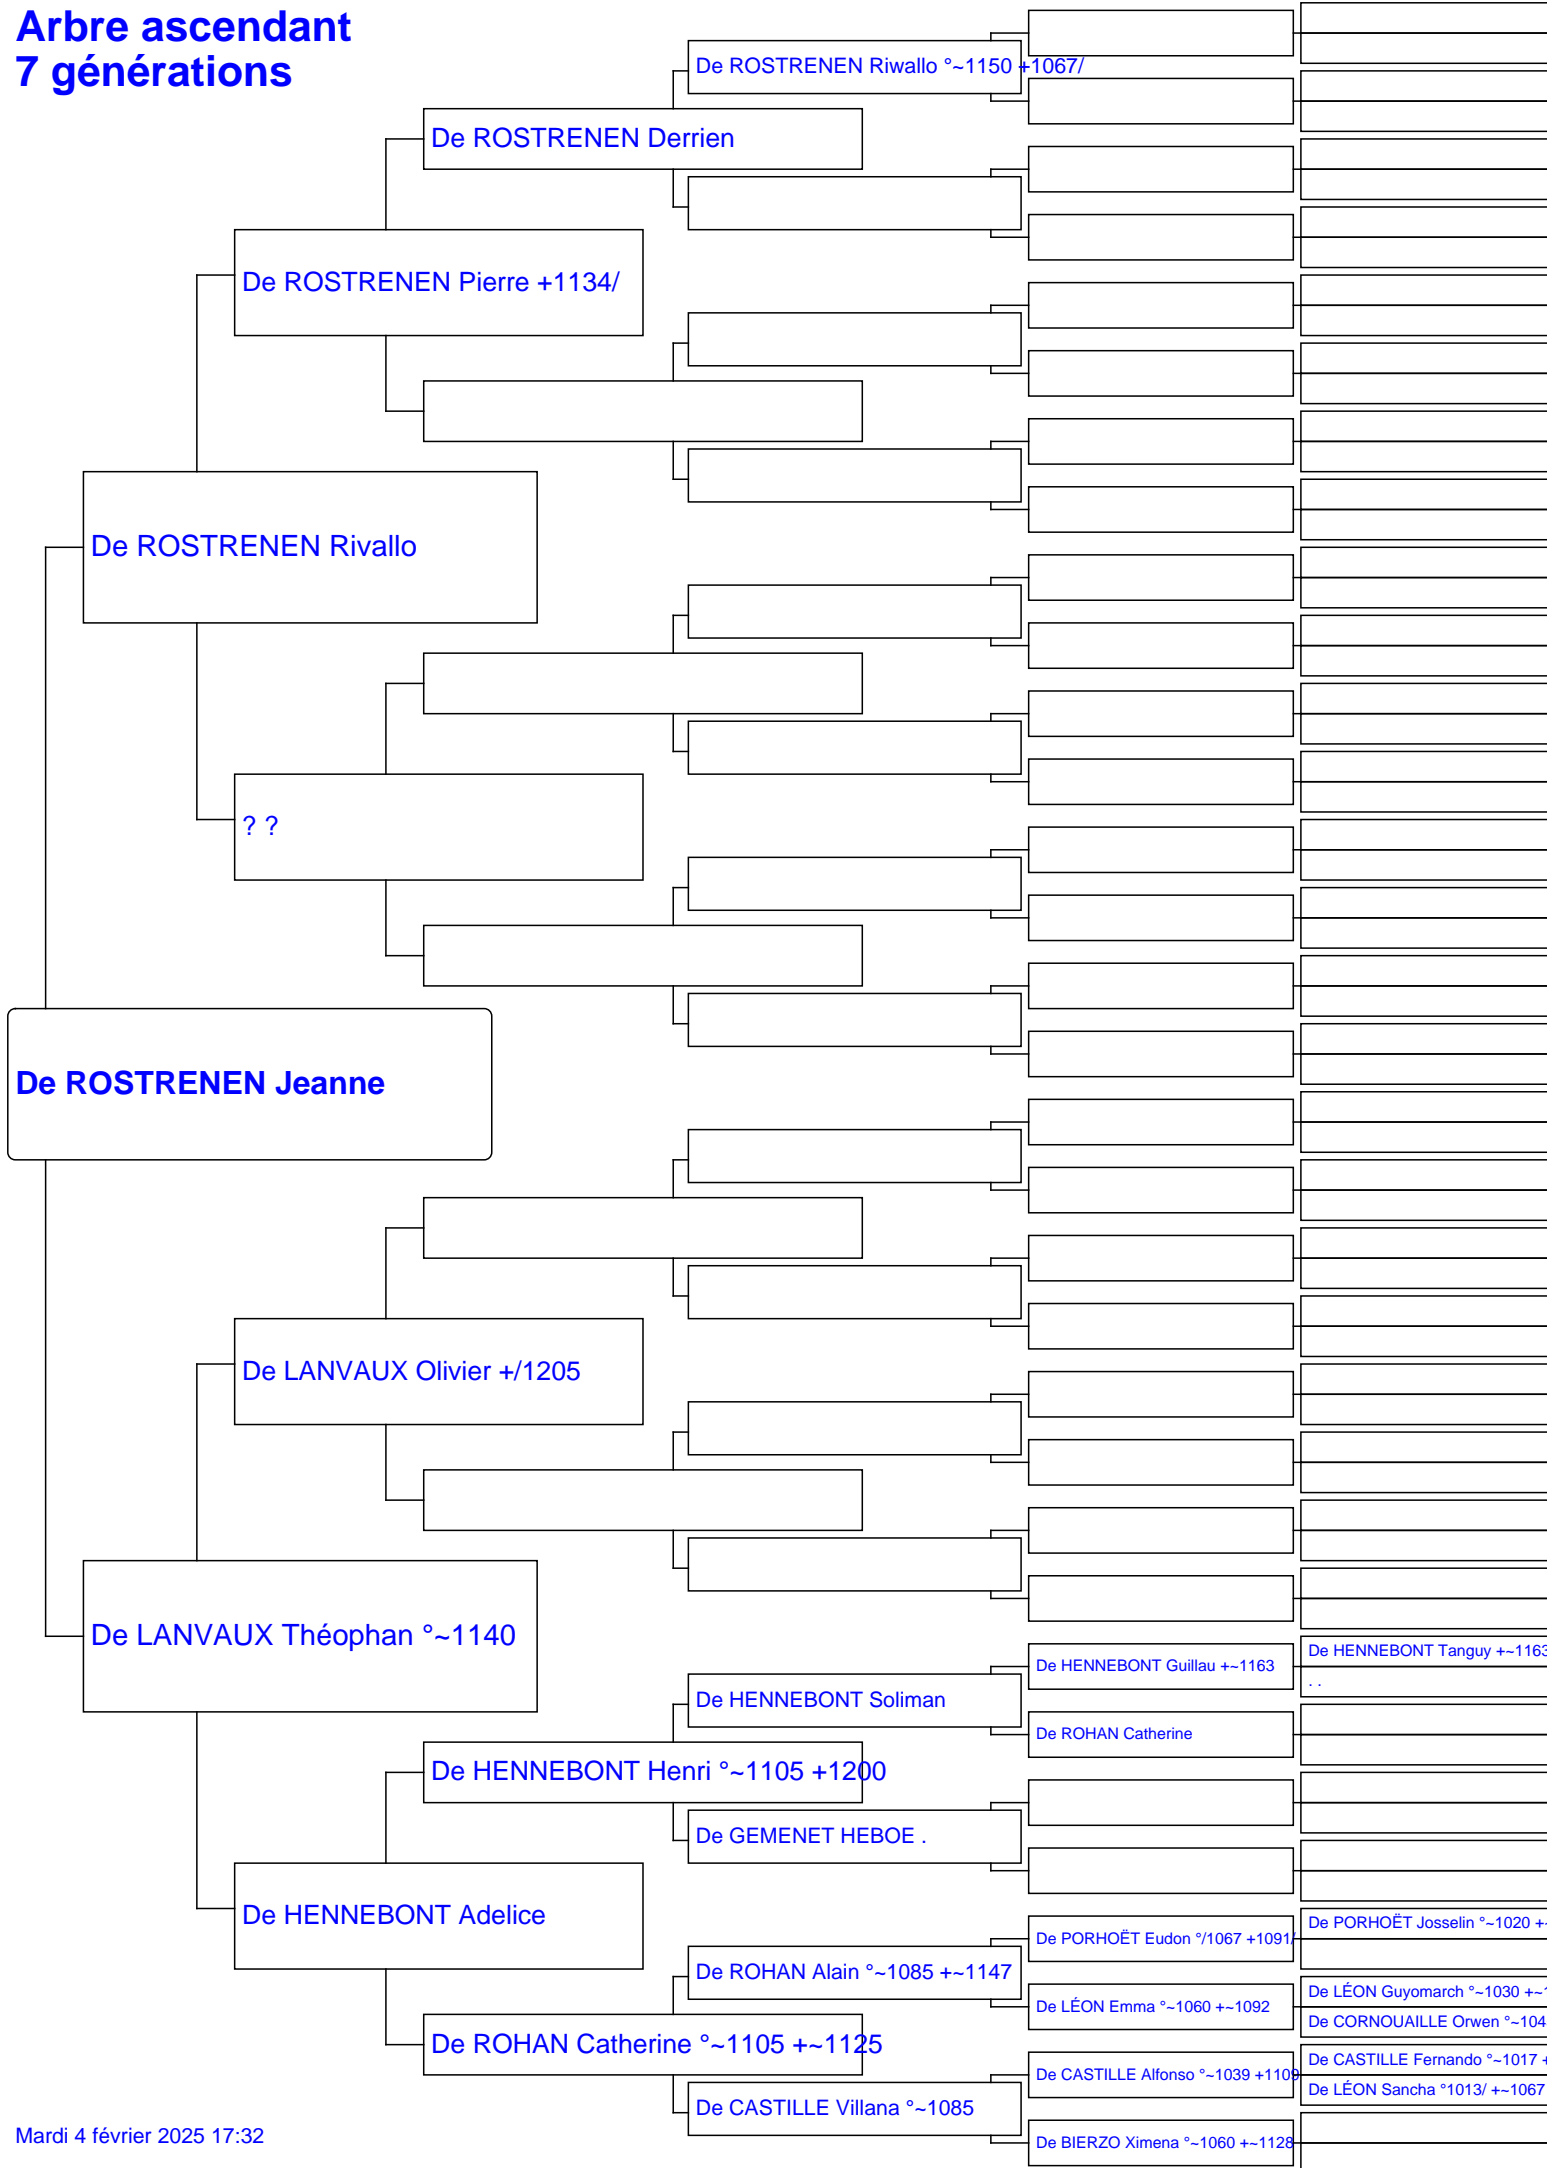 Arbre ascendant
7 générations
De ROSTRENEN Riwallo °~1150 +1067/
De ROSTRENEN Derrien
De ROSTRENEN Pierre +1134/
De ROSTRENEN Rivallo
? ?
De ROSTRENEN Jeanne
De LANVAUX Olivier +/1205
De LANVAUX Théophan °~1140
De HENNEBONT Tanguy +~1163
De HENNEBONT Guillau +~1163
. .
De HENNEBONT Soliman
De ROHAN Catherine
De HENNEBONT Henri °~1105 +1200
De GEMENET HEBOE .
De HENNEBONT Adelice
De PORHOËT Josselin °~1020 +~
De PORHOËT Eudon °/1067 +1091/
De ROHAN Alain °~1085 +~1147
De LÉON Guyomarch °~1030 +~1
De LÉON Emma °~1060 +~1092
De CORNOUAILLE Orwen °~104
De ROHAN Catherine °~1105 +~1125
De CASTILLE Fernando °~1017 +
De CASTILLE Alfonso °~1039 +1109
De LÉON Sancha °1013/ +~1067
De CASTILLE Villana °~1085
De BIERZO Ximena °~1060 +~1128
Mardi 4 février 2025 17:32